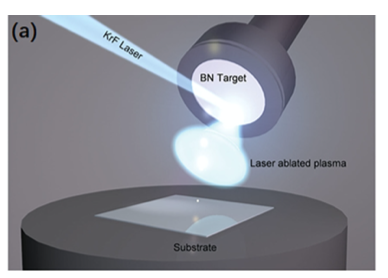 (a)
KrF Laser
BN Target
Laser ablated plasma
Substrate